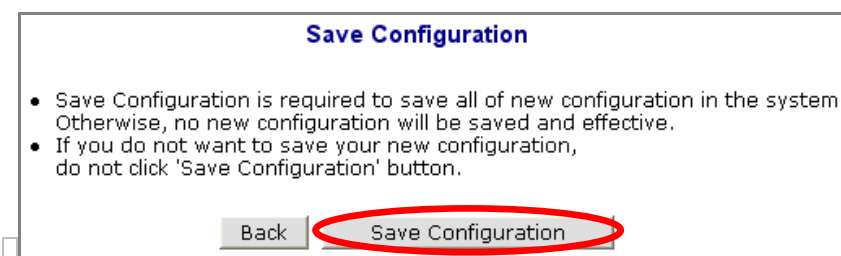 Save Configuration
• Save Configuration is required to save all of new configuration in the system
Otherwise, no new configuration will be saved and effective.
• If you do not want to save your new configuration,
do not click 'Save Configuration' button.
Back Save Configuration